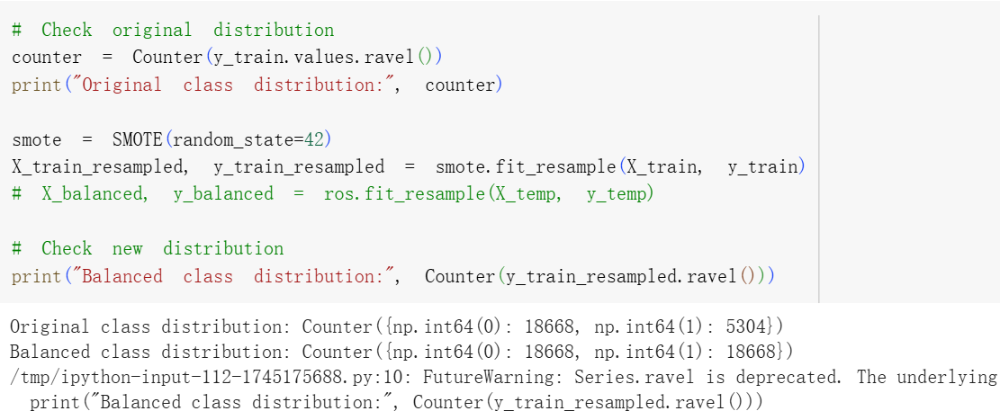 # Check original distribution
counter = Counter(y_train.values.ravel())
print("Original class distribution:", counter)
smote = SMOTE(random_state=42)
X_train_resampled, y_train_resampled = smote.fit_resample(X_train, y_train)
# X_balanced, y_balanced = ros.fit_resample(X_temp, y_temp)
# Check new distribution
print("Balanced class distribution:", Counter(y_train_resampled.ravel()))
Original class distribution: Counter({np.int64(0): 18668, np.int64(1): 5304})
Balanced class distribution: Counter({np.int64(0): 18668, np.int64(1): 18668})
/tmp/ipython-input-112-1745175688.py:10: FutureWarning: Series.ravel is deprecated. The underlying
print("Balanced class distribution:", Counter(y_train_resampled.ravel()))